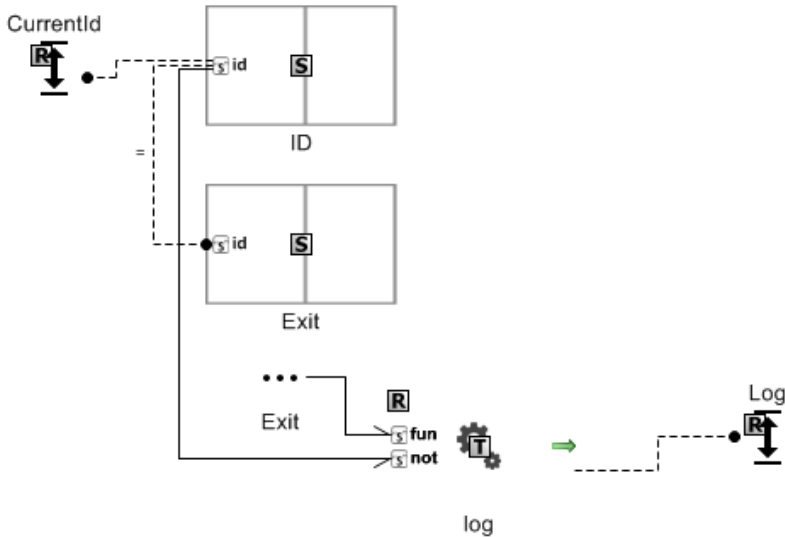 CurrentId
R
s id S
ID
=
s id S
Exit
Exit
R
s fun
s not
T
log
Log
R